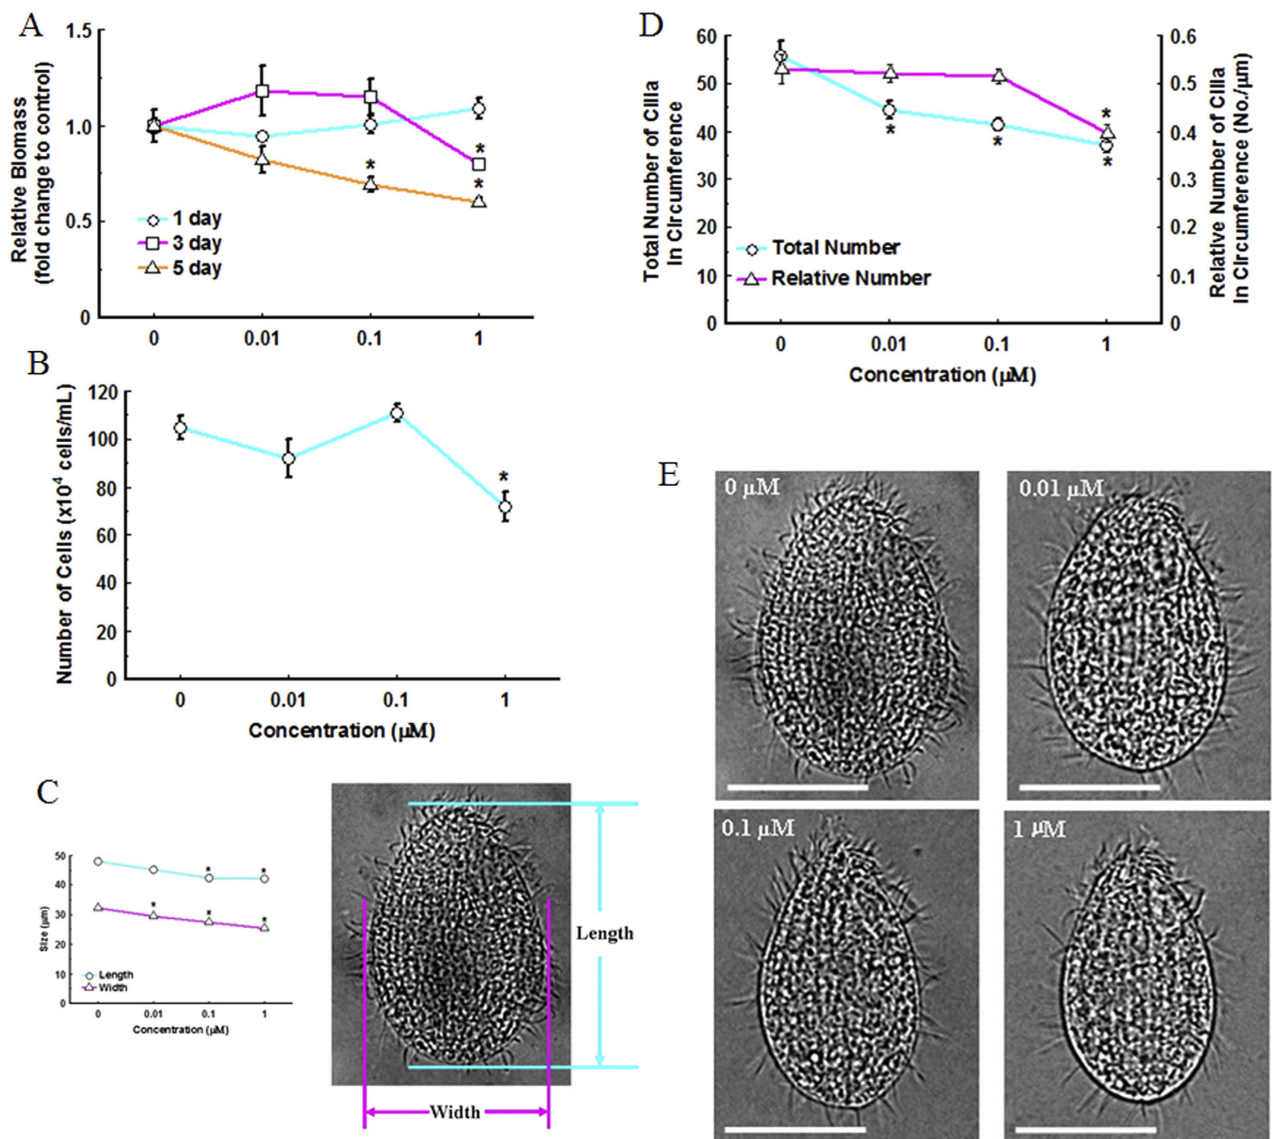 A
Relative Biomass
(fold change to control)
1.5
1.0
0.5
0
*
*
*
1 day
3 day
5 day
0 0.01 0.1 1
B
Number of Cells (x10⁴ cells/mL)
120
100
80
60
40
20
0
*
0 0.01 0.1 1
Concentration (µM)
C
Size (µm)
50
40
30
20
10
0
* *
* * *
Length
Width
0 0.01 0.1 1
Concentration (µM)
Length
Width
D
Total Number of Cilia
In Circumference
60
50
40
30
20
10
0
*
* * *
Total Number
Relative Number
0.6
0.5
0.4
0.3
0.2
0.1
0
Relative Number of Cilia
In Circumference (No./µm)
0 0.01 0.1 1
Concentration (µM)
E
0 µM
0.01 µM
0.1 µM
1 µM